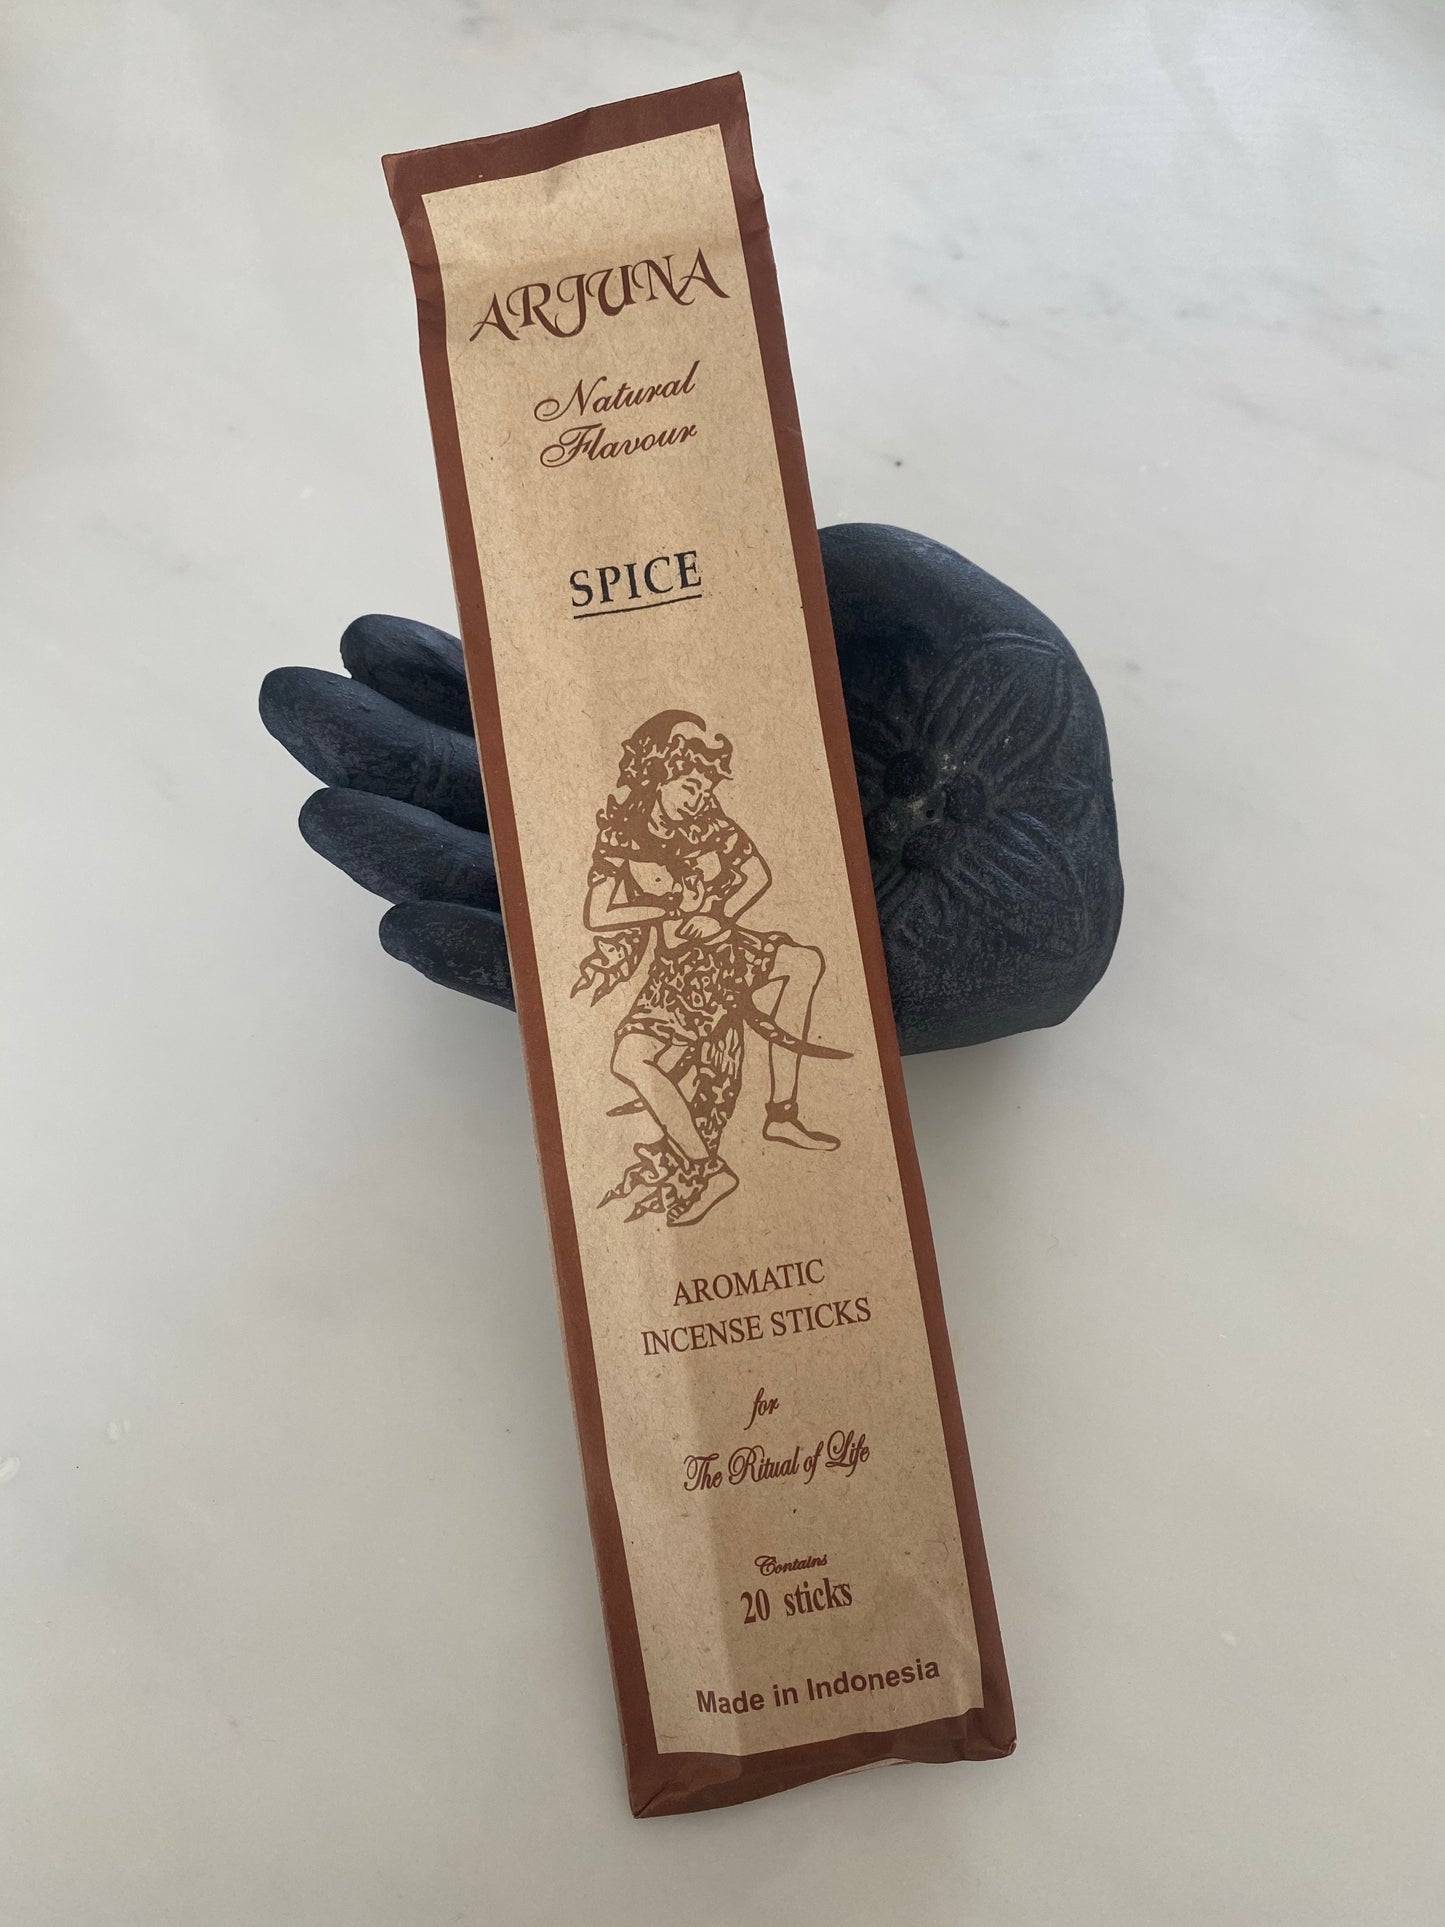 ARJUNA
Natural
Flavour
SPICE
AROMATIC
INCENSE STICKS
for
The Ritual of Life
Contains
20 sticks
Made in Indonesia